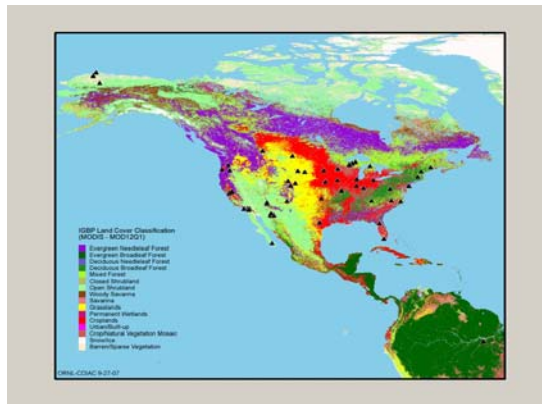 IGBP Land Cover Classification
(MODIS - MOD12Q1)
Evergreen Needleleaf Forest
Evergreen Broadleaf Forest
Deciduous Needleleaf Forest
Deciduous Broadleaf Forest
Mixed Forest
Closed Shrubland
Open Shrubland
Woody Savanna
Savanna
Grasslands
Permanent Wetlands
Croplands
Urban/Built-up
Crop/Natural Vegetation Mosaic
Snow/Ice
Barren/Sparse Vegetation
ORNL-CDIAC 9-27-07